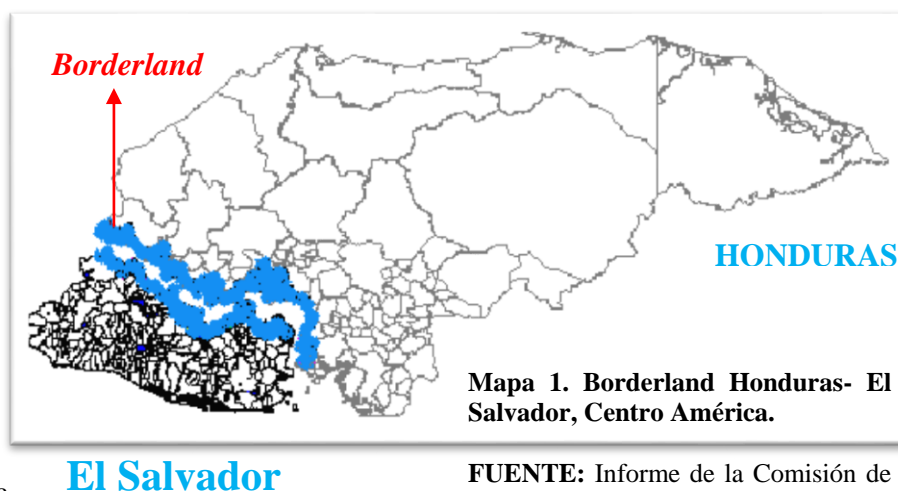 Borderland
HONDURAS
Mapa 1. Borderland Honduras- El
Salvador, Centro América.
El Salvador
FUENTE: Informe de la Comisión de